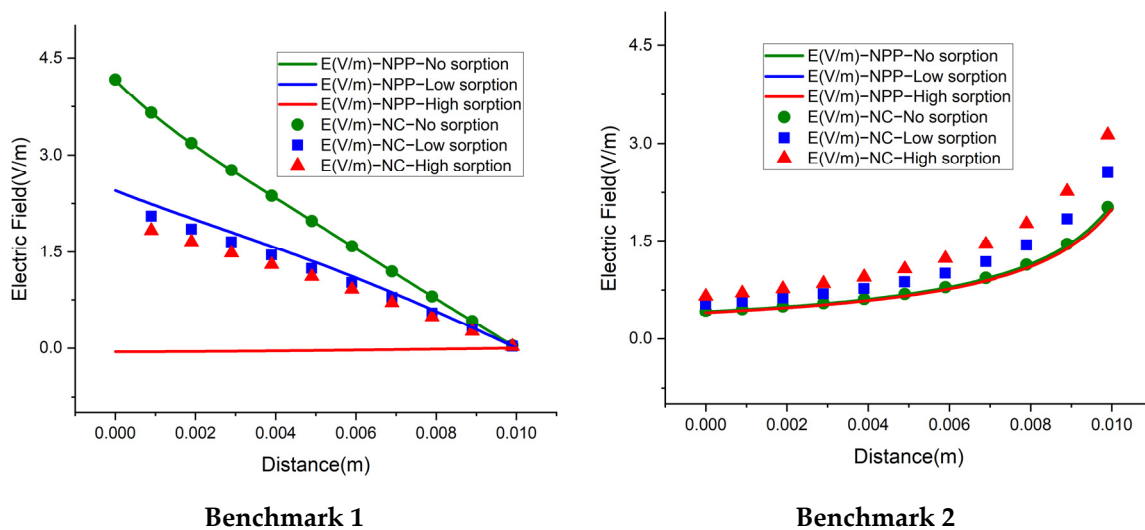 4.5
3.0
1.5
0.0
Electric Field(V/m)
E(V/m)−NPP−No sorption
E(V/m)−NPP−Low sorption
E(V/m)−NPP−High sorption
E(V/m)−NC−No sorption
E(V/m)−NC−Low sorption
E(V/m)−NC−High sorption
0.000 0.002 0.004 0.006 0.008 0.010
Distance(m)
Benchmark 1
4.5
3.0
1.5
0.0
Electric Field(V/m)
E(V/m)−NPP−No sorption
E(V/m)−NPP−Low sorption
E(V/m)−NPP−High sorption
E(V/m)−NC−No sorption
E(V/m)−NC−Low sorption
E(V/m)−NC−High sorption
0.000 0.002 0.004 0.006 0.008 0.010
Distance(m)
Benchmark 2